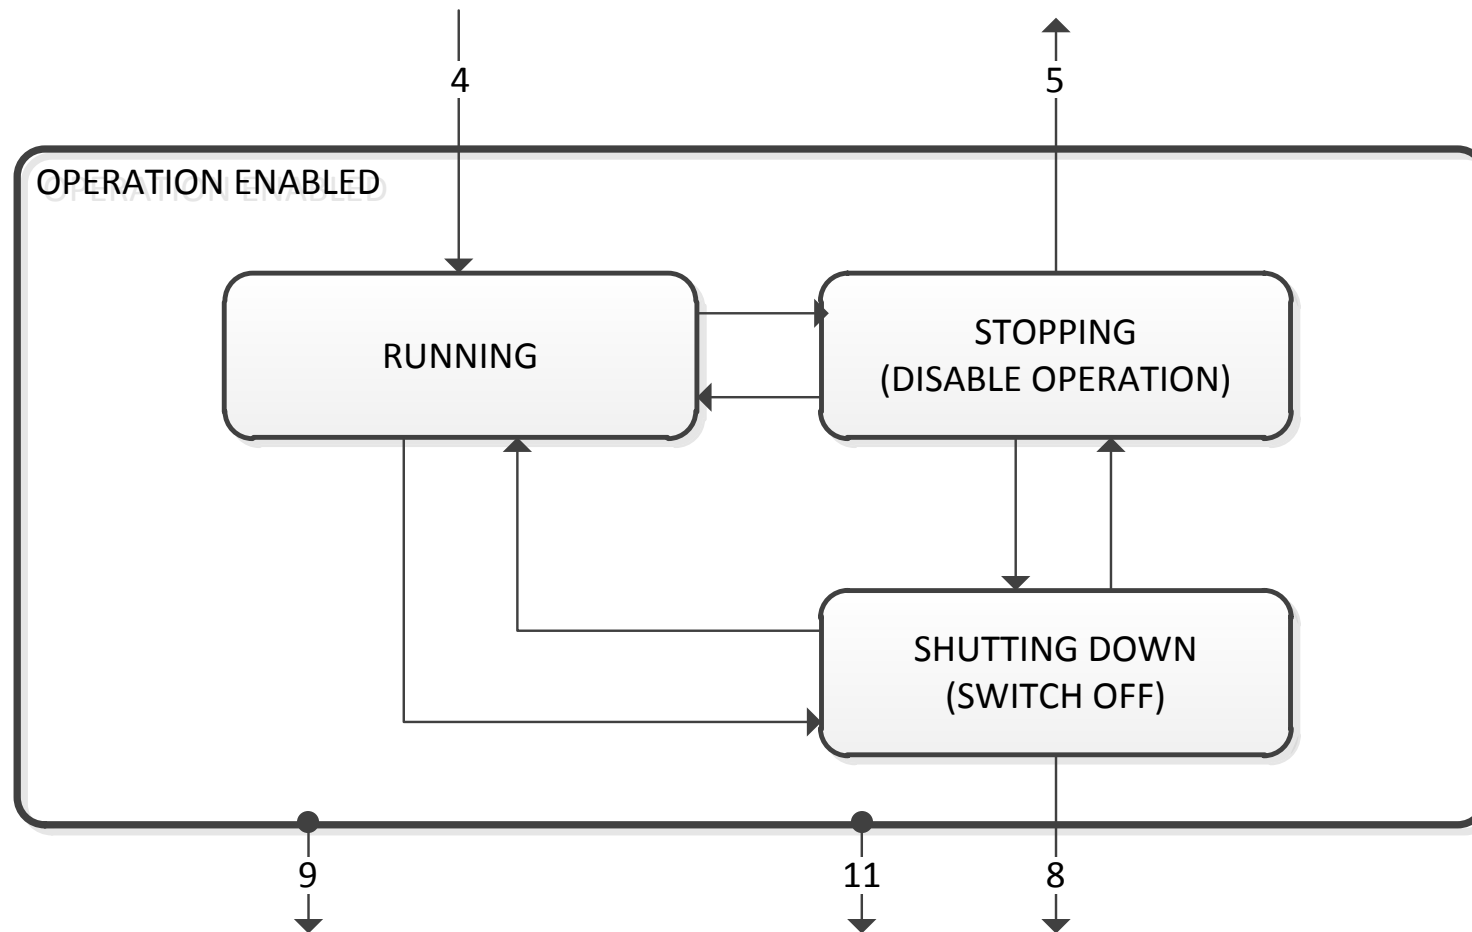 4
5
OPERATION ENABLED
RUNNING
STOPPING
(DISABLE OPERATION)
SHUTTING DOWN
(SWITCH OFF)
9
11
8